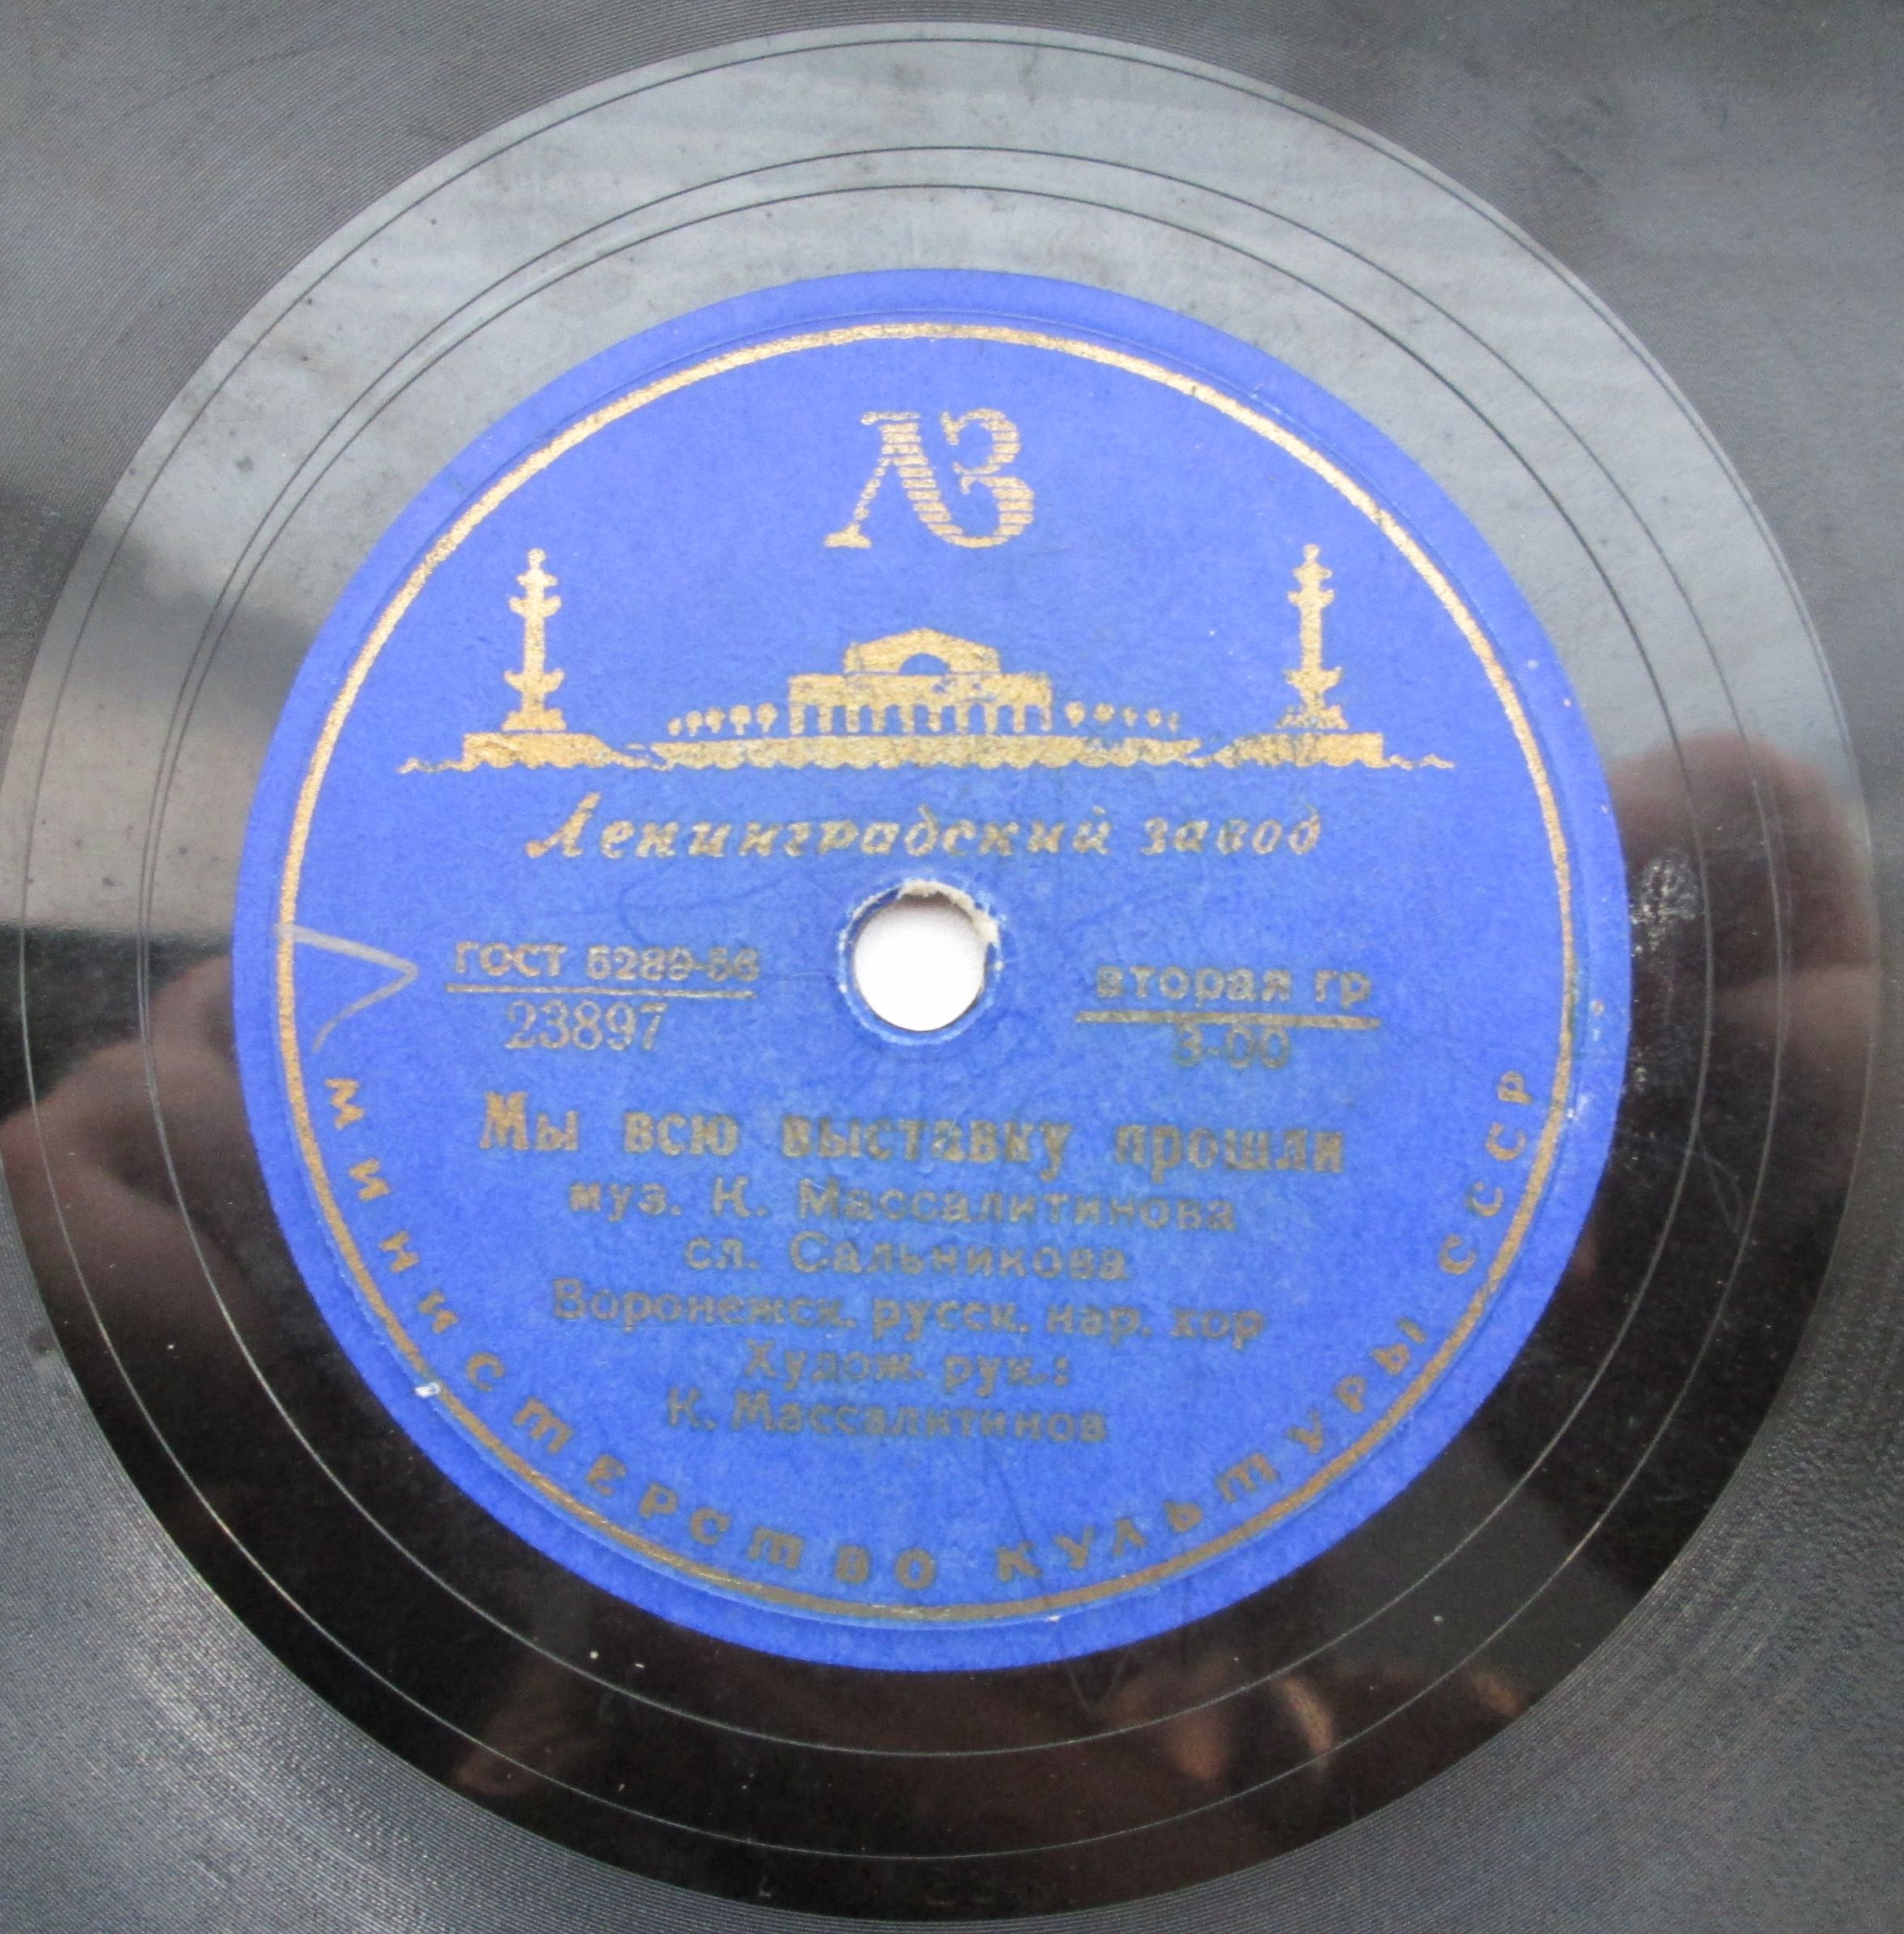 ЛЗ
Ленинградский завод
ГОСТ 5289-56
23897
вторая гр
3-00
Мы всю выставку прошли
муз. К. Массалитинова
сл. Сальникова
Воронежск. русск. нар. хор
Худож. рук.:
К. Массалитинов
МИНИСТЕРСТВО КУЛЬТУРЫ СССР